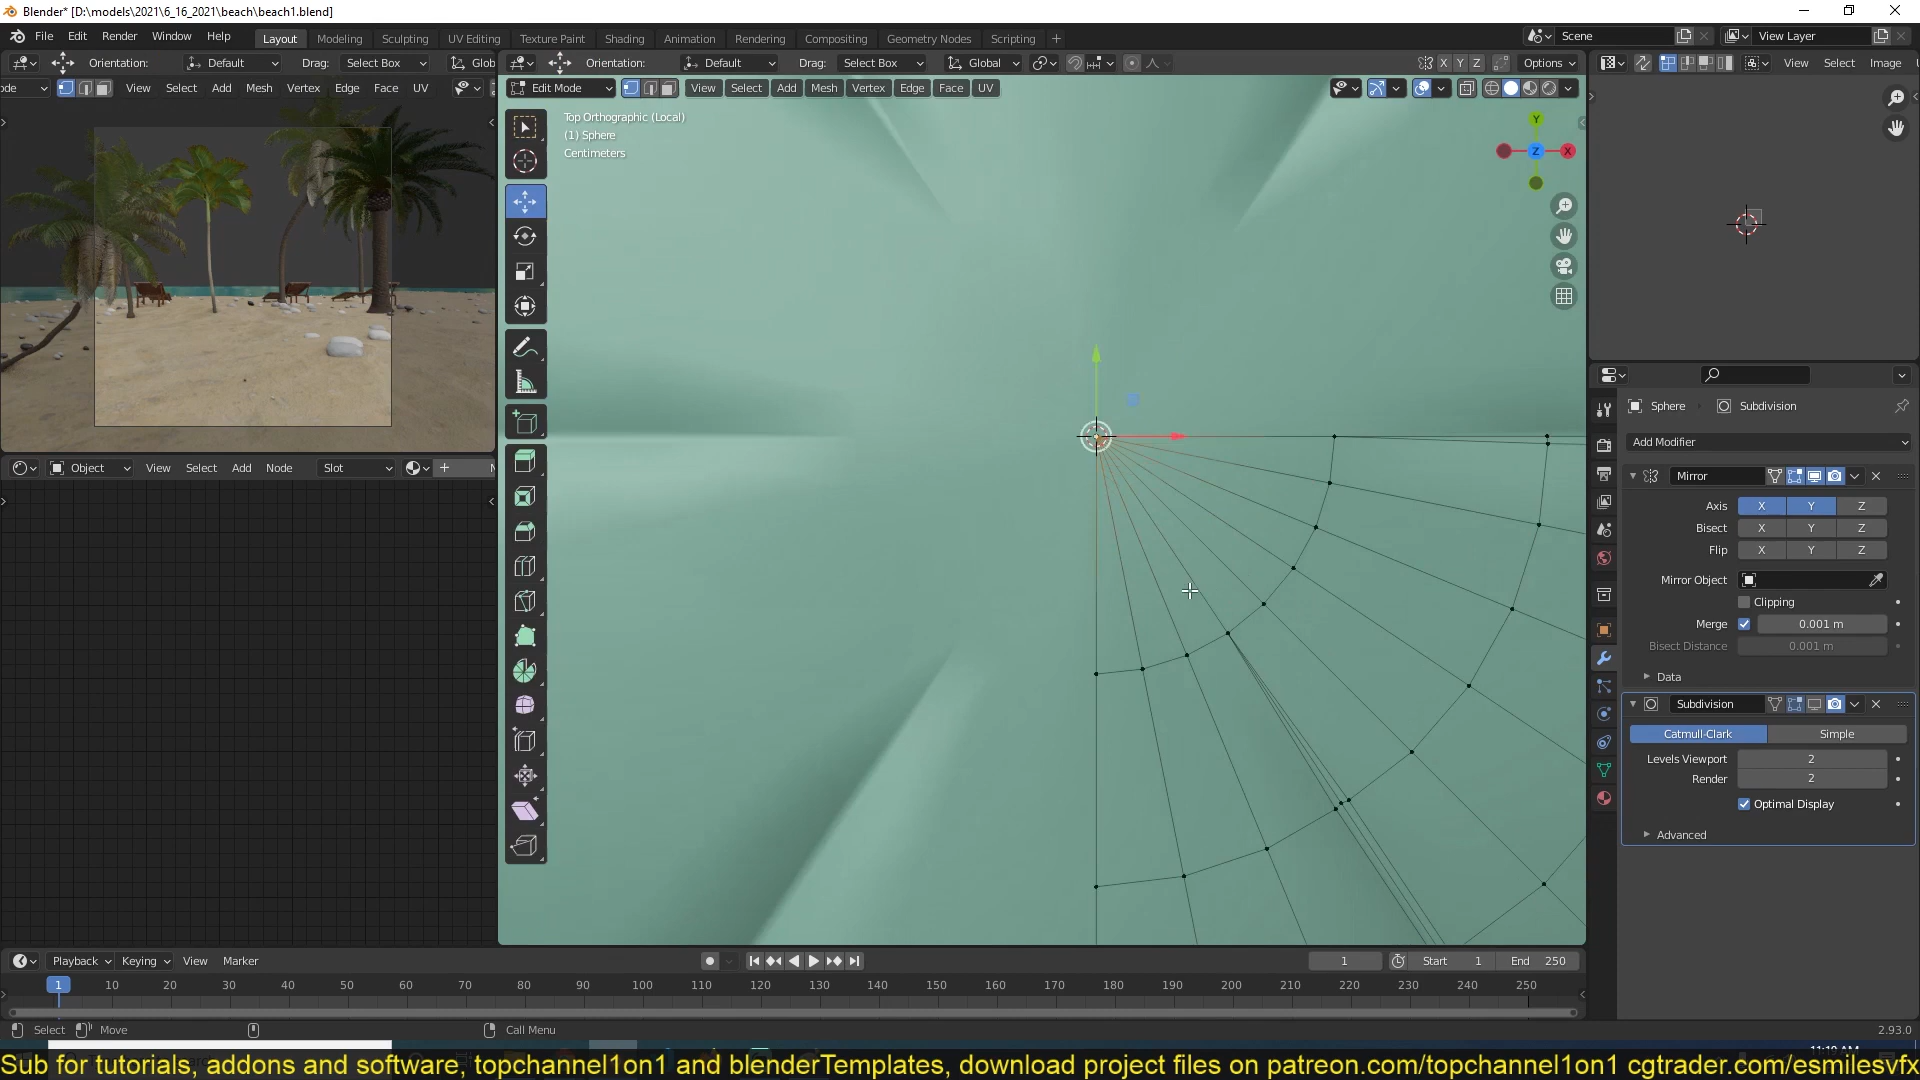 Blender* [D:\models\2021\6_16_2021\beach\beach1.blend]
File Edit Render Window Help Layout Modeling Sculpting UV Editing Texture Paint Shading Animation Rendering Compositing Geometry Nodes Scripting + Scene View Layer
Orientation: Default Drag: Select Box Glob Orientation: Default Drag: Select Box Global X Y Z Options View Select Image
ode View Select Add Mesh Vertex Edge Face UV Edit Mode View Select Add Mesh Vertex Edge Face UV
Top Orthographic (Local)
(1) Sphere
Centimeters
Y
Z
X
Sphere Subdivision
Add Modifier
Mirror
Axis X Y Z
Bisect X Y Z
Flip X Y Z
Mirror Object
Clipping
Merge 0.001 m
Bisect Distance 0.001 m
Data
Subdivision
Catmull-Clark Simple
Levels Viewport 2
Render 2
Optimal Display
Advanced
Object View Select Add Node Slot
Playback Keying View Marker 1 Start 1 End 250
1 10 20 30 40 50 60 70 80 90 100 110 120 130 140 150 160 170 180 190 200 210 220 230 240 250
Select Move Call Menu 2.93.0
11:19 AM
Sub for tutorials, addons and software; topchannel1on1 and blenderTemplates, download project files on patreon.com/topchannel1on1 cgtrader.com/esmilesvfx